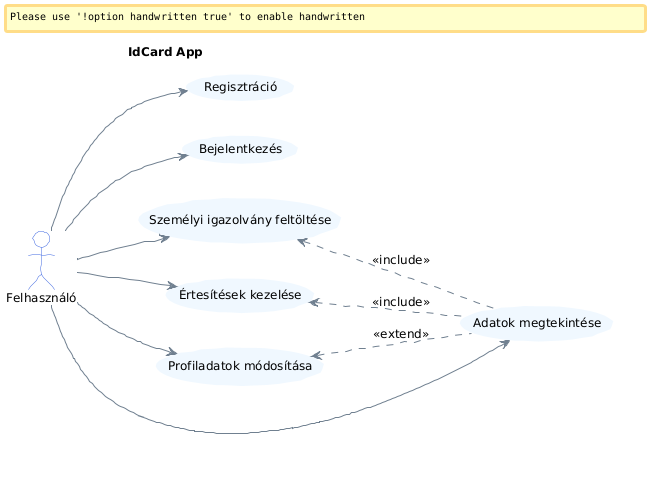 Please use '!option handwritten true' to enable handwritten
IdCard App
Regisztráció
Bejelentkezés
Személyi igazolvány feltöltése
«include»
Felhasználó
Értesítések kezelése
«include»
Adatok megtekintése
«extend»
Profiladatok módosítása